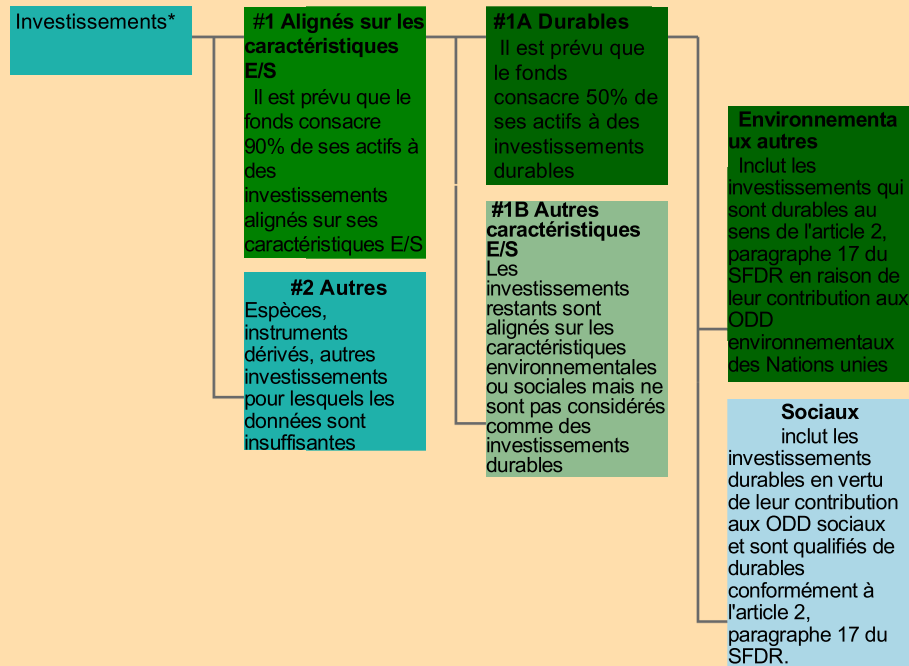 Investissements*
#1 Alignés sur les
caractéristiques
E/S
Il est prévu que le
fonds consacre
90% de ses actifs à
des
investissements
alignés sur ses
caractéristiques E/S
#2 Autres
Espèces,
instruments
dérivés, autres
investissements
pour lesquels les
données sont
insuffisantes
#1A Durables
Il est prévu que
le fonds
consacre 50% de
ses actifs à des
investissements
durables
#1B Autres
caractéristiques
E/S
Les
investissements
restants sont
alignés sur les
caractéristiques
environnementales
ou sociales mais ne
sont pas considérés
comme des
investissements
durables
Environnementa
ux autres
Inclut les
investissements qui
sont durables au
sens de l'article 2,
paragraphe 17 du
SFDR en raison de
leur contribution aux
ODD
environnementaux
des Nations unies
Sociaux
inclut les
investissements
durables en vertu
de leur contribution
aux ODD sociaux
et sont qualifiés de
durables
conformément à
l'article 2,
paragraphe 17 du
SFDR.